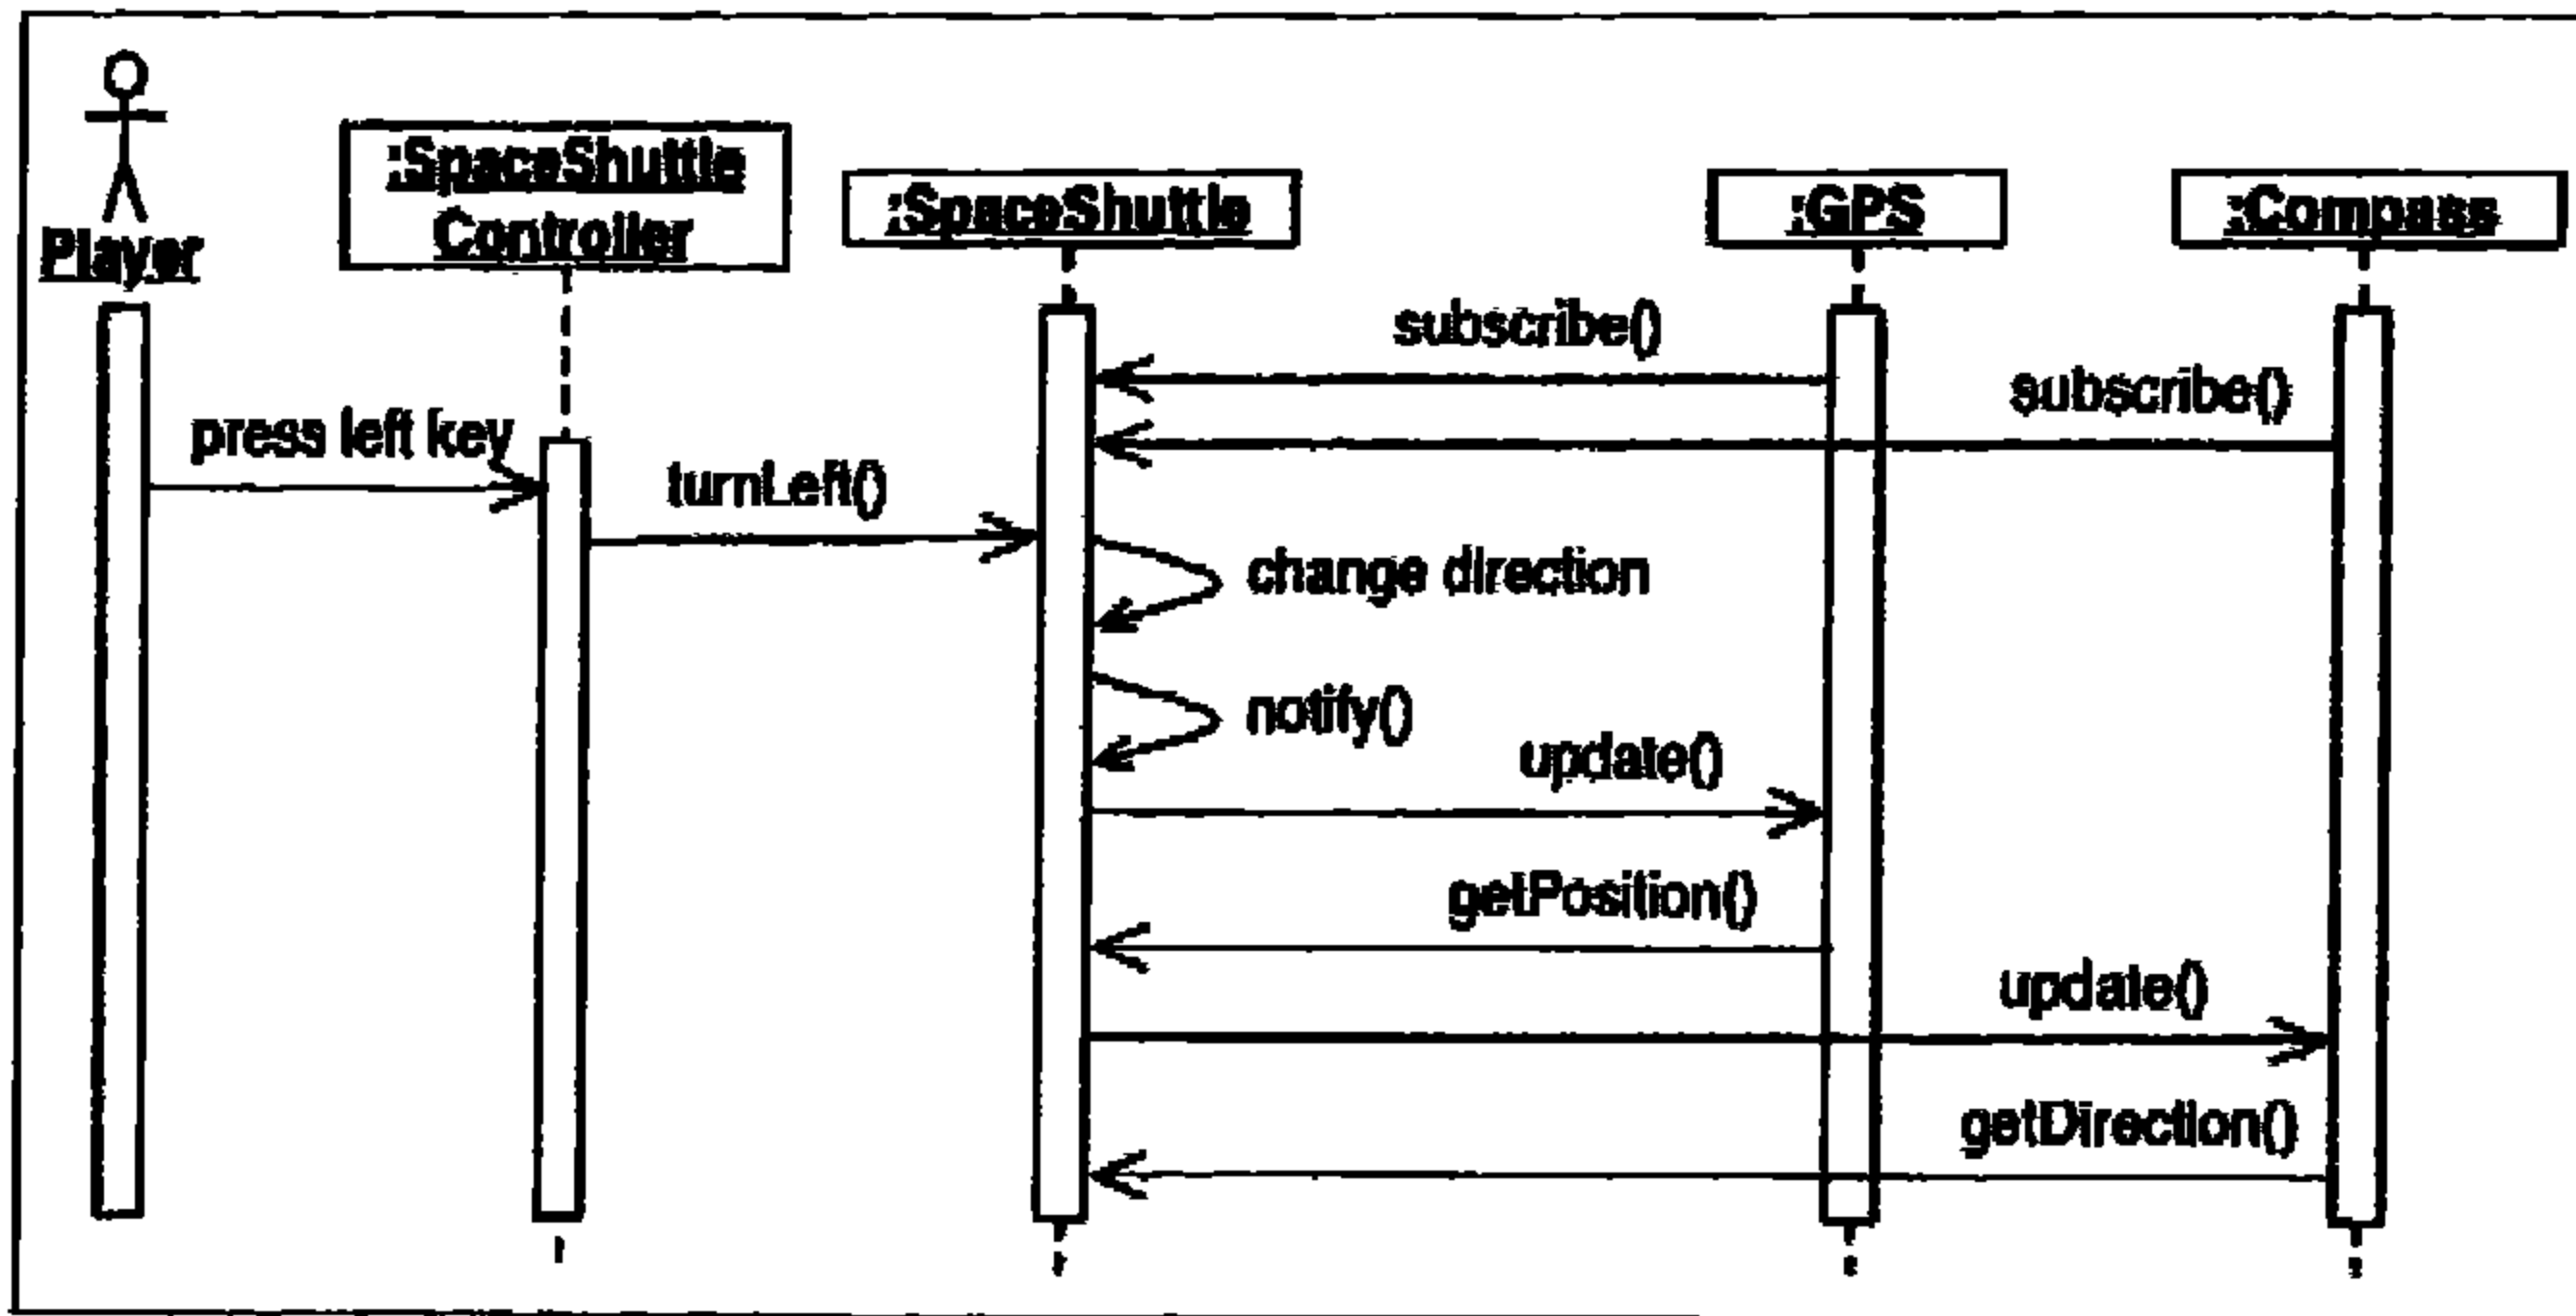 Player
:SpaceShuttle
Controller
:SpaceShuttle
:GPS
:Compass
subscribe()
subscribe()
press left key
turnLeft()
change direction
notify()
update()
getPosition()
update()
getDirection()